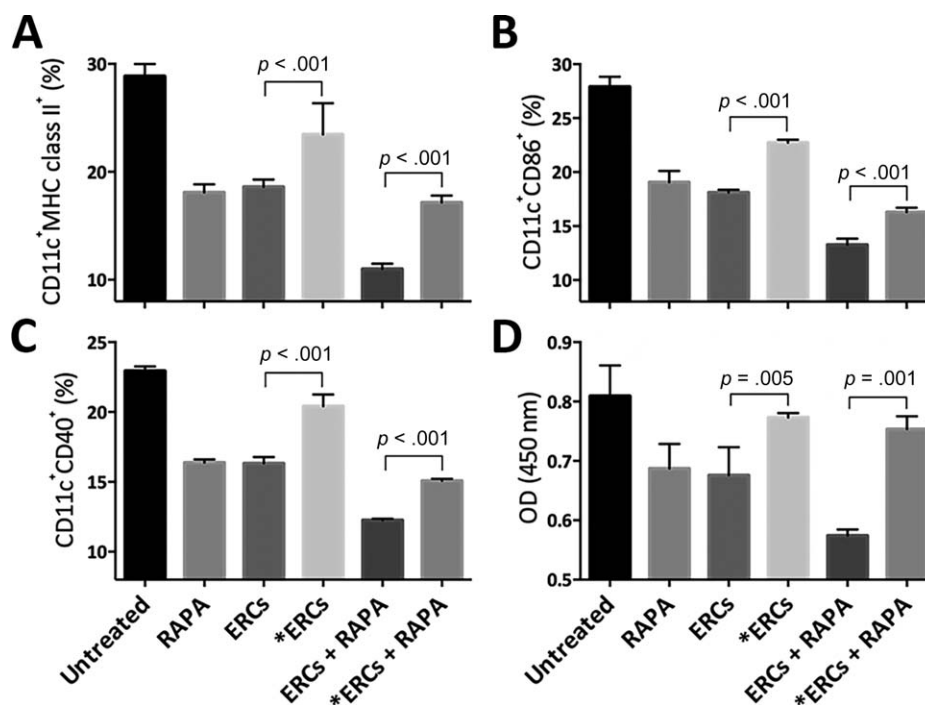 A
CD11c⁺MHC class II⁺ (%)
30
20
10
p < .001
p < .001
B
CD11c⁺CD86⁺ (%)
30
25
20
15
10
p < .001
p < .001
C
CD11c⁺CD40⁺ (%)
25
20
15
10
p < .001
p < .001
D
OD (450 nm)
0.9
0.8
0.7
0.6
0.5
p = .005
p = .001
Untreated
RAPA
ERCs
*ERCs
ERCs + RAPA
*ERCs + RAPA
Untreated
RAPA
ERCs
*ERCs
ERCs + RAPA
*ERCs + RAPA